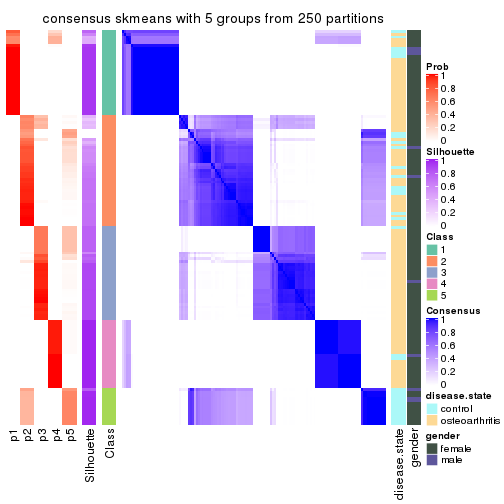 consensus skmeans with 5 groups from 250 partitions
Prob
1
0.8
0.6
0.4
0.2
0
Silhouette
1
0.8
0.6
0.4
0.2
0
Class
1
2
3
4
5
Consensus
1
0.8
0.6
0.4
0.2
0
disease.state
control
osteoarthritis
gender
female
male
p1
p2
p3
p4
p5
Silhouette
Class
disease.state
gender